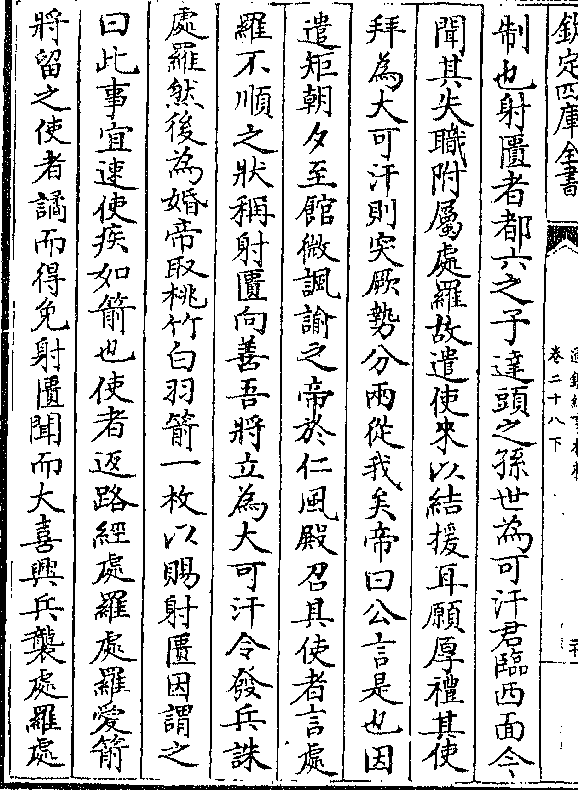 欽定四庫全書
卷二十八下
制也射匱者都六之子達頭之孫世為可汗君臨西面今
聞其失職附屬處羅故遣使來以結援耳願厚禮其使
拜為大可汗則突厥勢分兩從我矣帝曰公言是也因
遣矩朝夕至館微諷諭之帝於仁風殿召其使者言處
羅不順之狀稱射匱向善吾將立為大可汗令發兵誅
處羅然後為婚帝取桃竹白羽箭一枚以賜射匱因謂之
曰此事宜速使疾如箭也使者返路經處羅處羅愛箭
將留之使者譎而得免射匱聞而大喜興兵襲處羅處